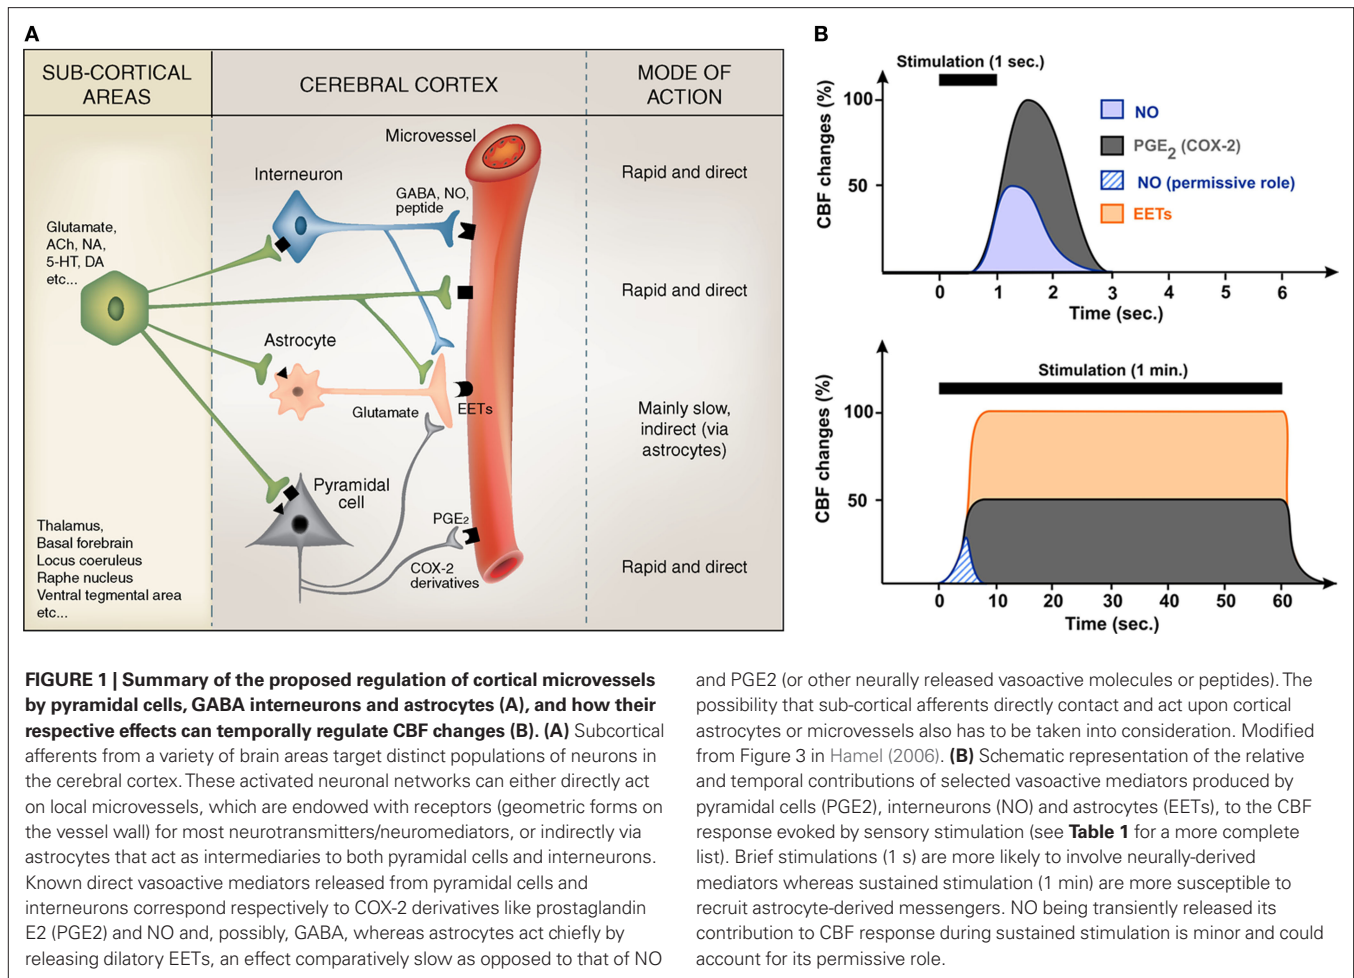 A
SUB-CORTICAL
AREAS
CEREBRAL CORTEX
MODE OF
ACTION
Microvessel
Interneuron
GABA, NO,
peptide
Rapid and direct
Glutamate,
ACh, NA,
5-HT, DA
etc...
Rapid and direct
Astrocyte
Glutamate
EETs
Mainly slow,
indirect (via
astrocytes)
Pyramidal
cell
PGE2
COX-2
derivatives
Rapid and direct
Thalamus,
Basal forebrain
Locus coeruleus
Raphe nucleus
Ventral tegmental area
etc...
B
Stimulation (1 sec.)
CBF changes (%)
100
50
NO
PGE2 (COX-2)
NO (permissive role)
EETs
0 1 2 3 4 5 6
Time (sec.)
Stimulation (1 min.)
CBF changes (%)
100
50
0 10 20 30 40 50 60
Time (sec.)
FIGURE 1 | Summary of the proposed regulation of cortical microvessels
by pyramidal cells, GABA interneurons and astrocytes (A), and how their
respective effects can temporally regulate CBF changes (B). (A) Subcortical
afferents from a variety of brain areas target distinct populations of neurons in
the cerebral cortex. These activated neuronal networks can either directly act
on local microvessels, which are endowed with receptors (geometric forms on
the vessel wall) for most neurotransmitters/neuromediators, or indirectly via
astrocytes that act as intermediaries to both pyramidal cells and interneurons.
Known direct vasoactive mediators released from pyramidal cells and
interneurons correspond respectively to COX-2 derivatives like prostaglandin
E2 (PGE2) and NO and, possibly, GABA, whereas astrocytes act chiefly by
releasing dilatory EETs, an effect comparatively slow as opposed to that of NO
and PGE2 (or other neurally released vasoactive molecules or peptides). The
possibility that sub-cortical afferents directly contact and act upon cortical
astrocytes or microvessels also has to be taken into consideration. Modified
from Figure 3 in Hamel (2006). (B) Schematic representation of the relative
and temporal contributions of selected vasoactive mediators produced by
pyramidal cells (PGE2), interneurons (NO) and astrocytes (EETs), to the CBF
response evoked by sensory stimulation (see Table 1 for a more complete
list). Brief stimulations (1 s) are more likely to involve neurally-derived
mediators whereas sustained stimulation (1 min) are more susceptible to
recruit astrocyte-derived messengers. NO being transiently released its
contribution to CBF response during sustained stimulation is minor and could
account for its permissive role.